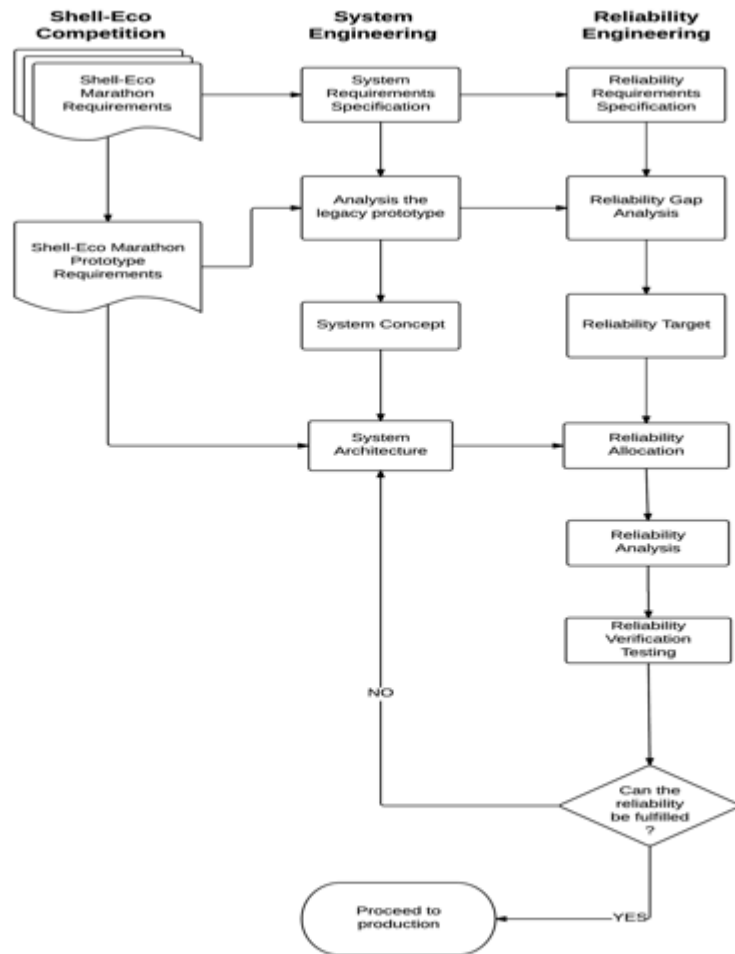 Shell-Eco
Competition
System
Engineering
Reliability
Engineering
Shell-Eco
Marathon
Requirements
System
Requirements
Specification
Reliability
Requirements
Specification
Shell-Eco Marathon
Prototype
Requirements
Analysis the
legacy prototype
Reliability Gap
Analysis
System Concept
Reliability Target
System
Architecture
Reliability
Allocation
Reliability
Analysis
Reliability
Verification
Testing
NO
Can the
reliability
be fulfilled
?
YES
Proceed to
production